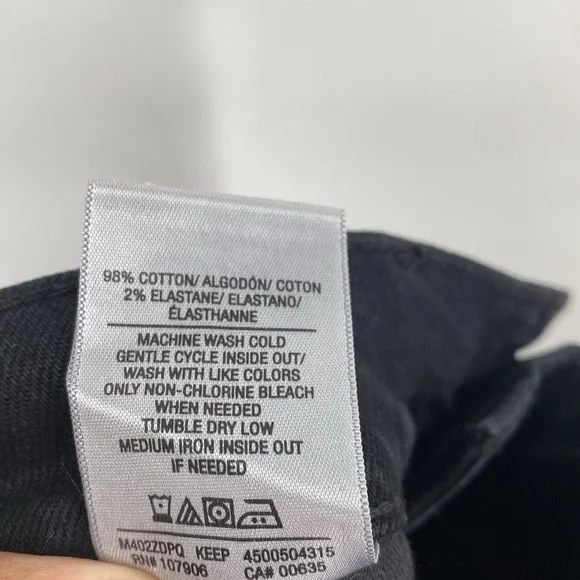 98% COTTON/ ALGODÓN/ COTON
2% ELASTANE/ ELASTANO/
ÉLASTHANNE
MACHINE WASH COLD
GENTLE CYCLE INSIDE OUT/
WASH WITH LIKE COLORS
ONLY NON-CHLORINE BLEACH
WHEN NEEDED
TUMBLE DRY LOW
MEDIUM IRON INSIDE OUT
IF NEEDED
M402ZDPQ KEEP 4500504315
RN# 107906 CA# 00635